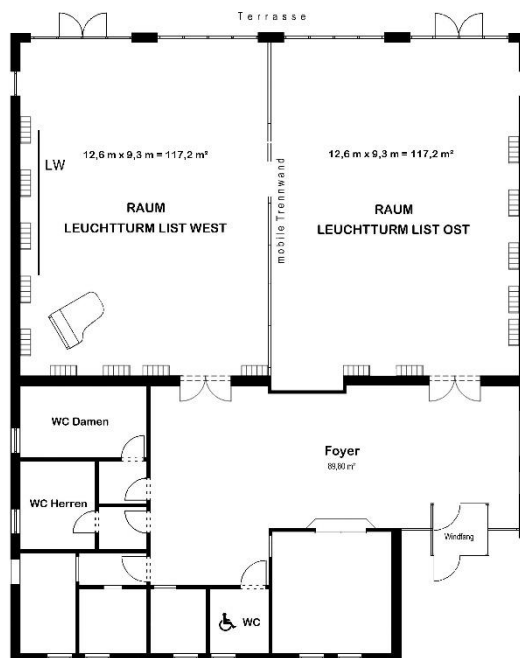 Terrasse
12,6 m x 9,3 m = 117,2 m²
12,6 m x 9,3 m = 117,2 m²
LW
RAUM
LEUCHTTURM LIST WEST
mobile Trennwand
RAUM
LEUCHTTURM LIST OST
WC Damen
Foyer
89,80 m²
WC Herren
Windfang
WC